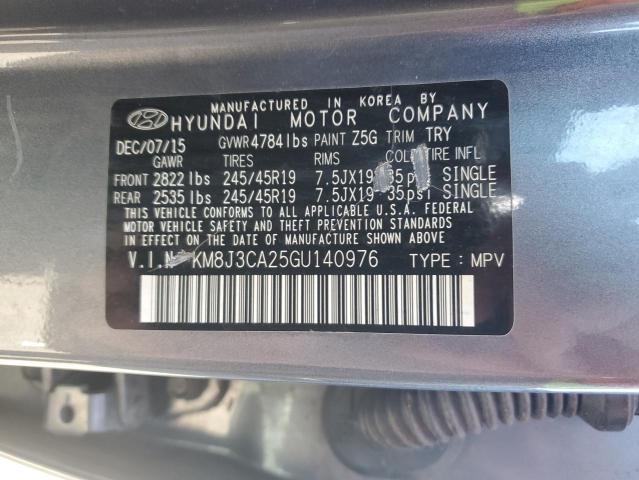 MANUFACTURED IN KOREA BY
HYUNDAI MOTOR COMPANY
DEC/07/15 GVWR 4784lbs PAINT Z5G TRIM TRY
GAWR TIRES RIMS COLD TIRE INFL
FRONT 2822 lbs 245/45R19 7.5JX19 35psi SINGLE
REAR 2535 lbs 245/45R19 7.5JX19 35psi SINGLE
THIS VEHICLE CONFORMS TO ALL APPLICABLE U.S.A. FEDERAL
MOTOR VEHICLE SAFETY, BUMPER, AND THEFT PREVENTION STANDARDS
IN EFFECT ON THE DATE OF MANUFACTURE SHOWN ABOVE.
V.I.N KM8J3CA25GU140976 TYPE : MPV